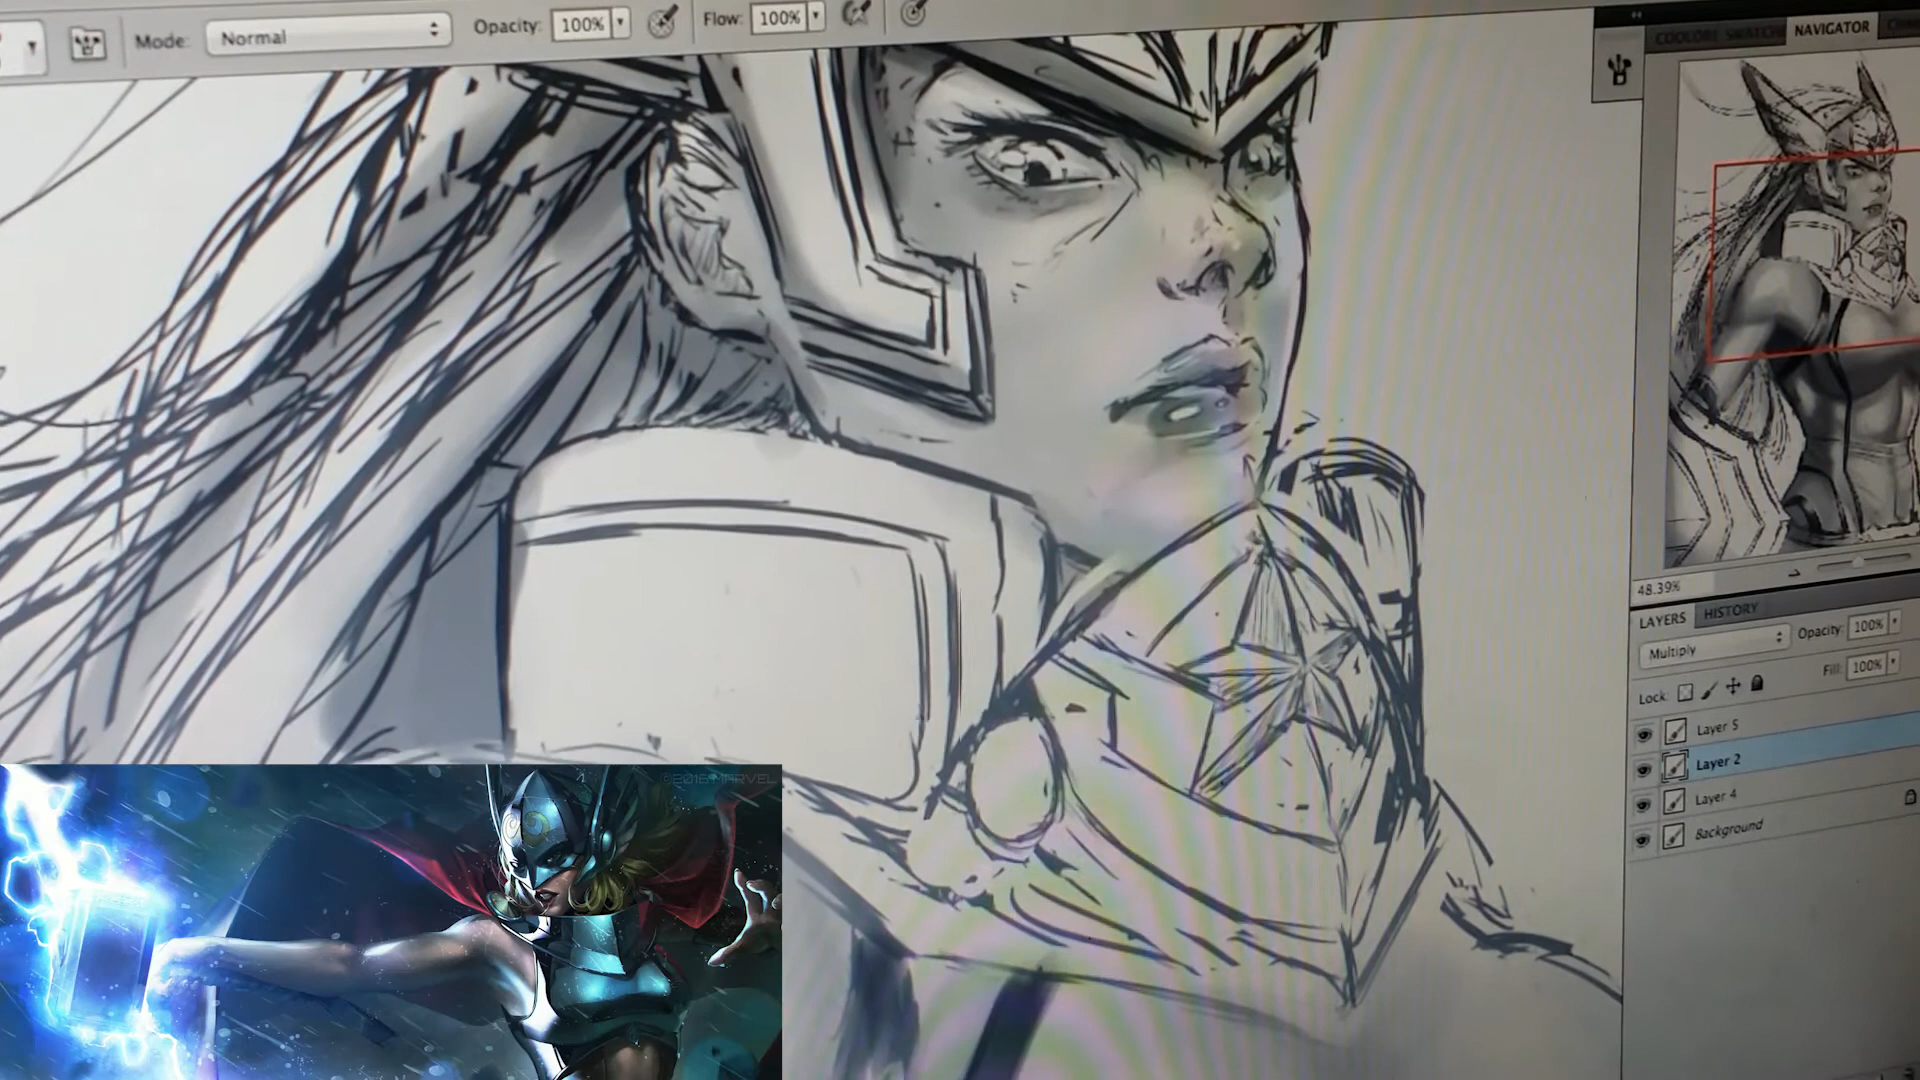 Mode: Normal Opacity: 100% Flow: 100%
NAVIGATOR
48.39%
LAYERS HISTORY
Multiply Opacity: 100%
Lock: Fill: 100%
Layer 5
Layer 2
Layer 4
Background
©2016 MARVEL